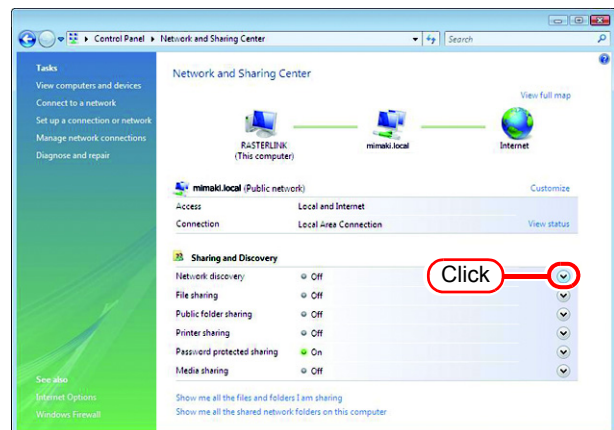 Control Panel ▸ Network and Sharing Center
Search
Tasks
View computers and devices
Connect to a network
Set up a connection or network
Manage network connections
Diagnose and repair
See also
Internet Options
Windows Firewall
Network and Sharing Center
View full map
RASTERLINK
(This computer)
mimaki.local
Internet
mimaki.local (Public network)
Customize
Access Local and Internet
Connection Local Area Connection View status
Sharing and Discovery
Network discovery Off Click
File sharing Off
Public folder sharing Off
Printer sharing Off
Password protected sharing On
Media sharing Off
Show me all the files and folders I am sharing
Show me all the shared network folders on this computer